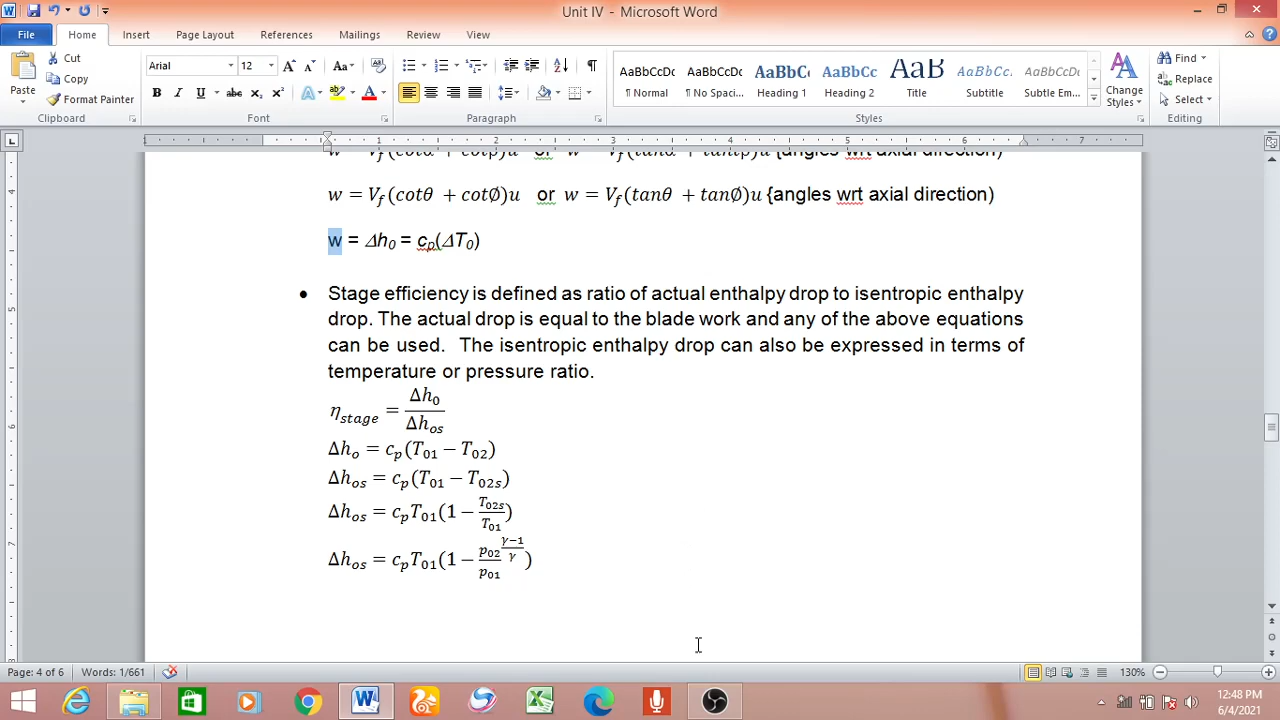 Unit IV - Microsoft Word
File Home Insert Page Layout References Mailings Review View
Cut
Copy
Format Painter
Paste
Arial 12
Change Styles
Find
Replace
Select
AaBbCcDc AaBbCcDc AaBbCc AaBbCc AaB AaBbCcI AaBbCcDc
¶ Normal ¶ No Spaci... Heading 1 Heading 2 Title Subtitle Subtle Em...
Clipboard Font Paragraph Styles Editing
w = V_f(cotθ + cotØ)u or w = V_f(tanθ + tanØ)u {angles wrt axial direction)
w = Δh₀ = c_p(ΔT₀)
• Stage efficiency is defined as ratio of actual enthalpy drop to isentropic enthalpy
drop. The actual drop is equal to the blade work and any of the above equations
can be used. The isentropic enthalpy drop can also be expressed in terms of
temperature or pressure ratio.
η_stage = Δh_0 / Δh_os
Δh_o = c_p(T_01 − T_02)
Δh_os = c_p(T_01 − T_02s)
Δh_os = c_pT_01(1 − T_02s/T_01)
Δh_os = c_pT_01(1 − p_02/p_01^((γ−1)/γ))
Page: 4 of 6 Words: 1/661 130%
12:48 PM
6/4/2021